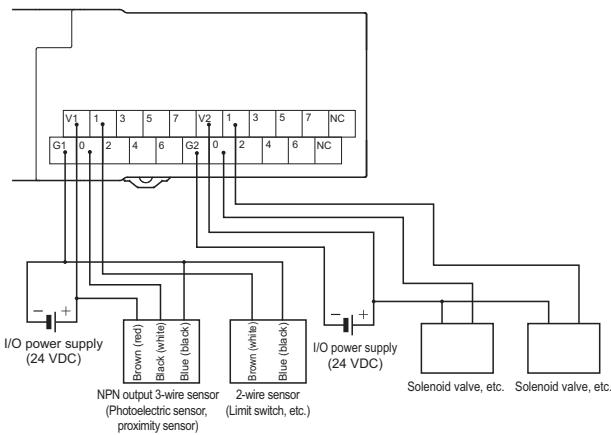 V1 1 3 5 7 V2 1 3 5 7 NC
G1 0 2 4 6 G2 0 2 4 6 NC
− +
I/O power supply
(24 VDC)
Brown (red)
Black (white)
Blue (black)
NPN output 3-wire sensor
(Photoelectric sensor,
proximity sensor)
Brown (white)
Blue (black)
2-wire sensor
(Limit switch, etc.)
− +
I/O power supply
(24 VDC)
Solenoid valve, etc.
Solenoid valve, etc.